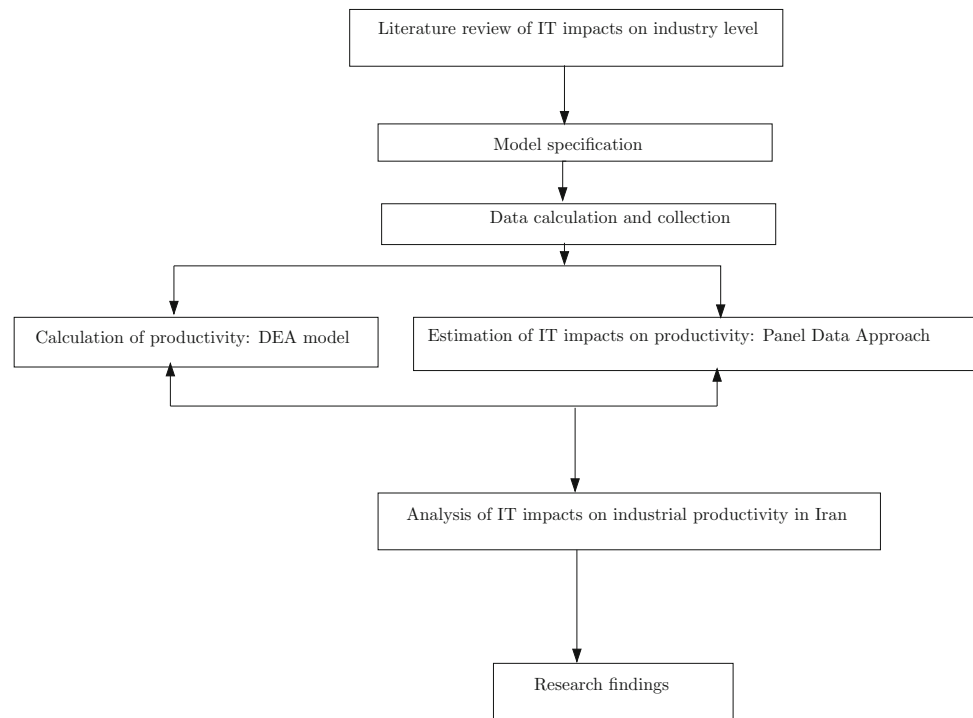 Literature review of IT impacts on industry level
Model specification
Data calculation and collection
Calculation of productivity: DEA model
Estimation of IT impacts on productivity: Panel Data Approach
Analysis of IT impacts on industrial productivity in Iran
Research findings